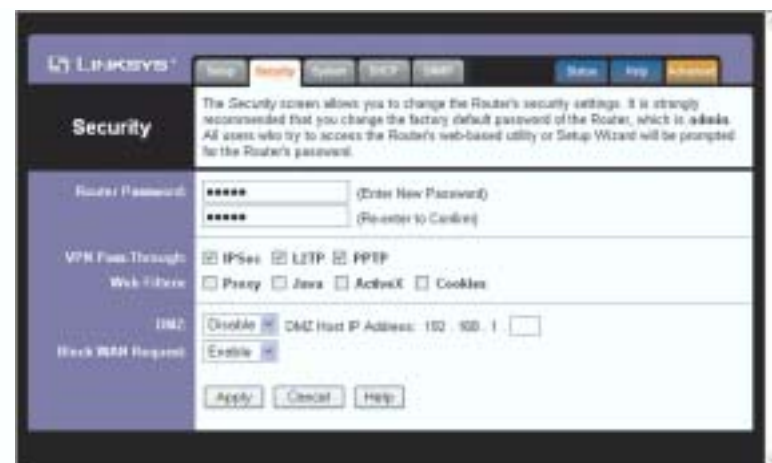 LINKSYS®
Setup Security System DHCP Status Help Advanced
Security
The Security screen allows you to change the Router's security settings. It is strongly
recommended that you change the factory default password of the Router, which is admin.
All users who try to access the Router's web-based utility or Setup Wizard will be prompted
for the Router's password.
Router Password: ***** (Enter New Password)
***** (Re-enter to Confirm)
VPN Pass-Through: IPSec L2TP PPTP
Web Filters: Proxy Java ActiveX Cookies
DMZ: Disable DMZ Host IP Address: 192 . 168 . 1 .
Block WAN Request: Enable
Apply Cancel Help